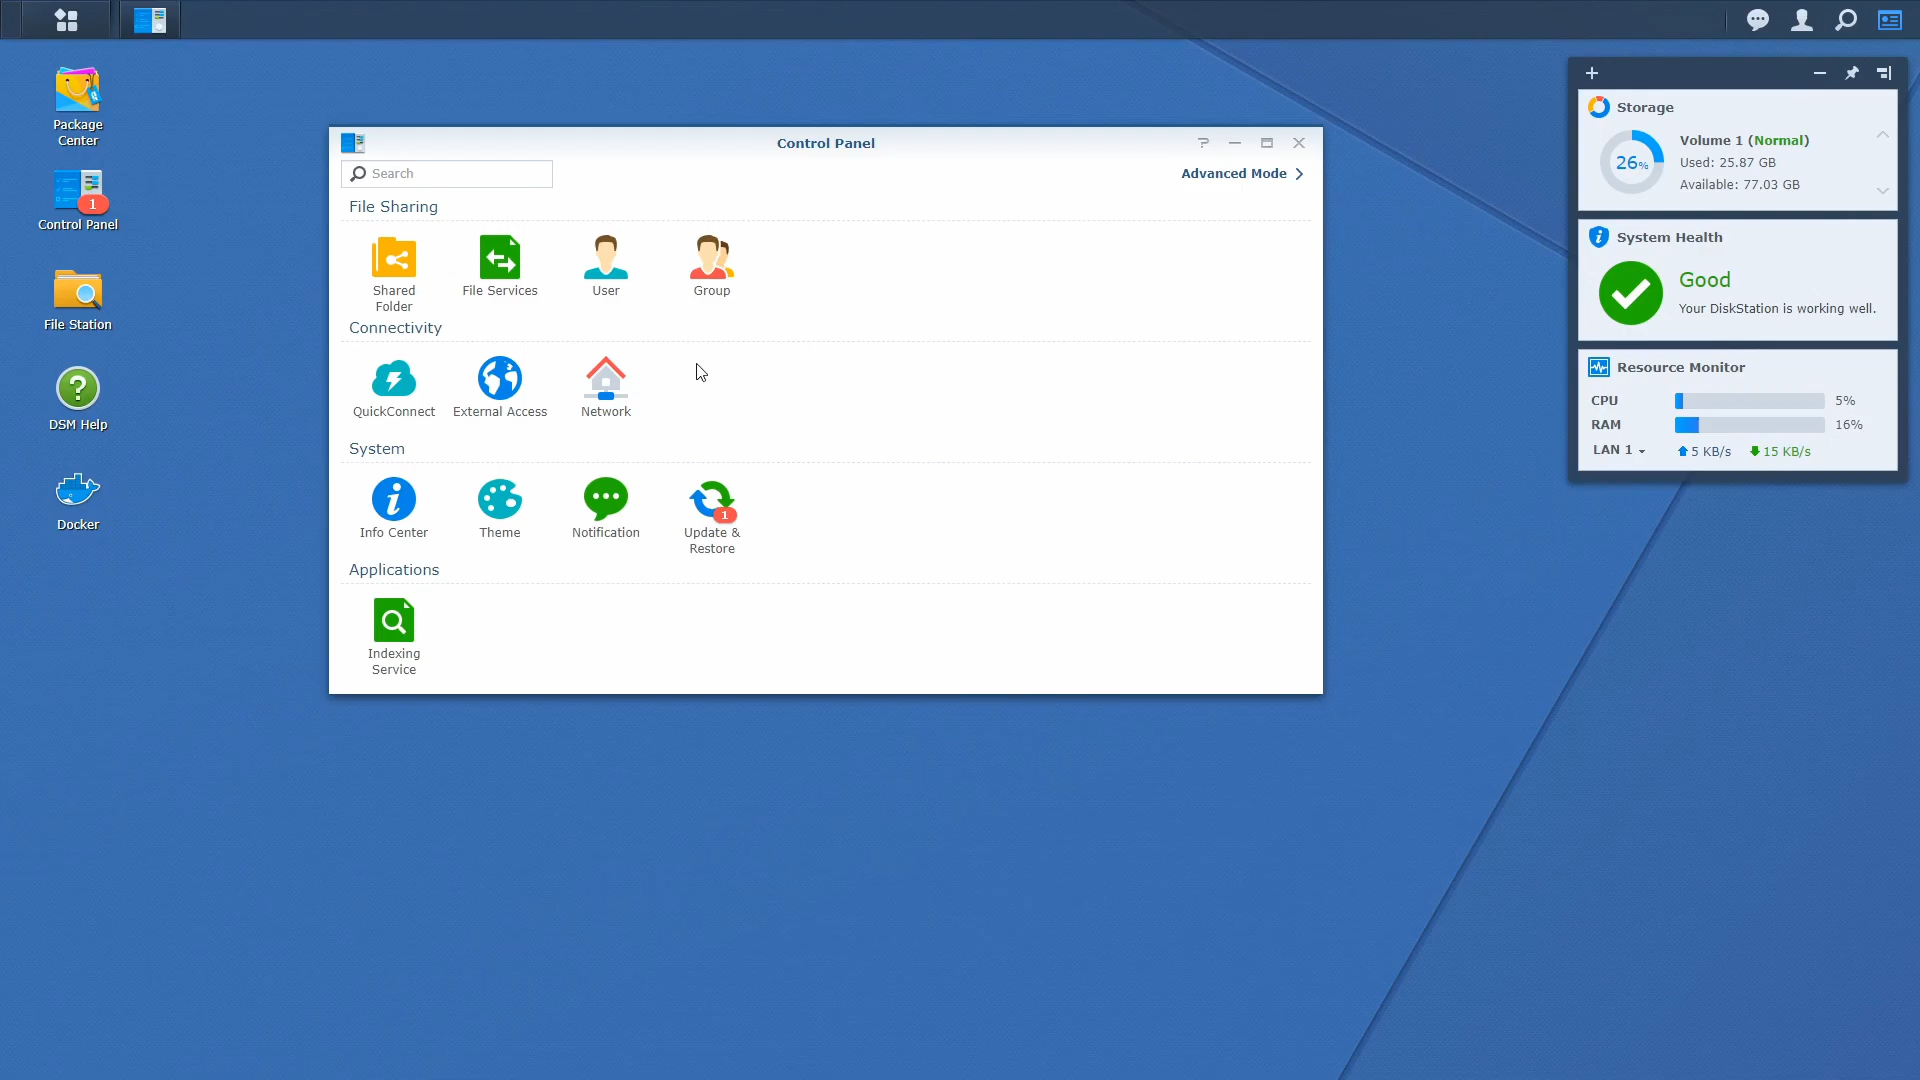 Package
Center
1
Control Panel
File Station
DSM Help
Docker
Control Panel
Search
Advanced Mode
File Sharing
Shared
Folder
File Services
User
Group
Connectivity
QuickConnect
External Access
Network
System
Info Center
Theme
Notification
1
Update &
Restore
Applications
Indexing
Service
Storage
26%
Volume 1 (Normal)
Used: 25.87 GB
Available: 77.03 GB
System Health
Good
Your DiskStation is working well.
Resource Monitor
CPU 5%
RAM 16%
LAN 1 5 KB/s 15 KB/s